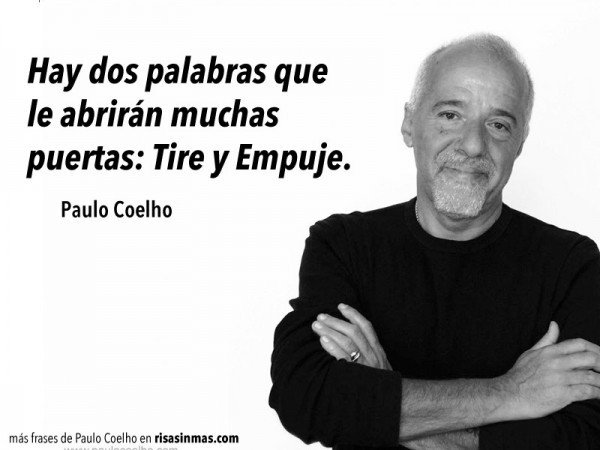 Hay dos palabras que
le abrirán muchas
puertas: Tire y Empuje.
Paulo Coelho
más frases de Paulo Coelho en risasinmas.com